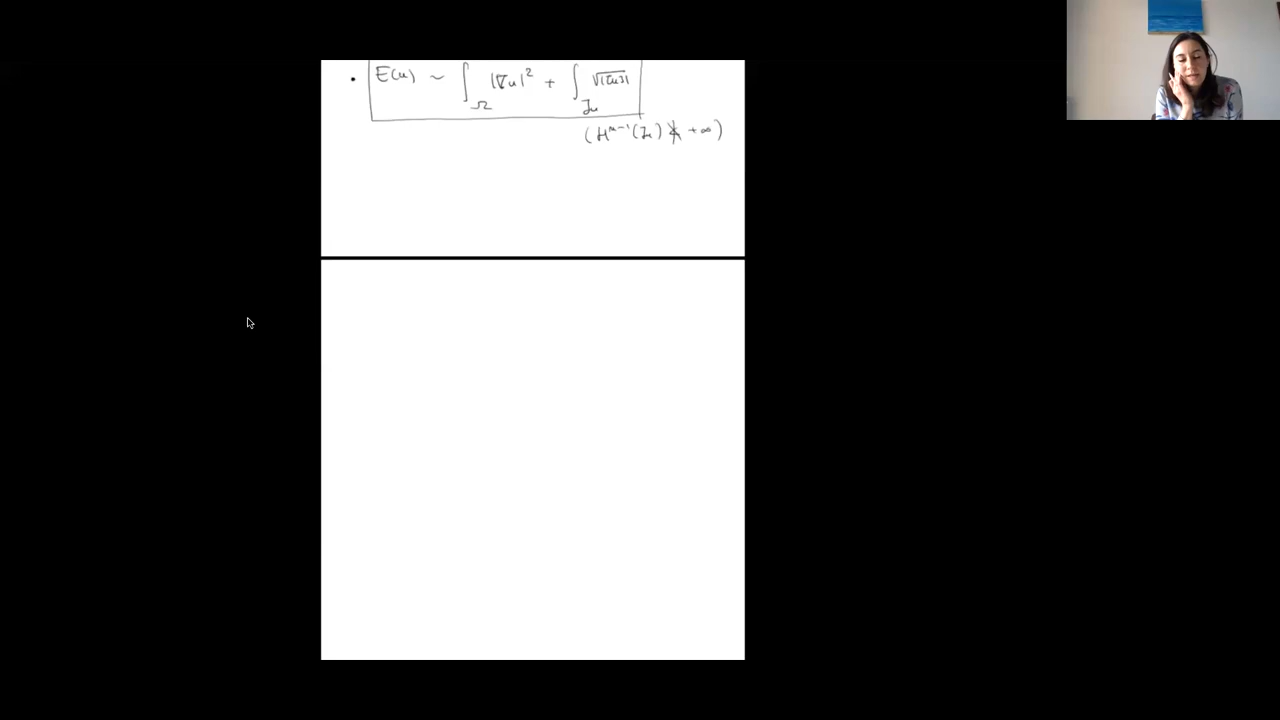 • E(u) ~ ∫_Ω |∇u|² + ∫_{J_u} √|[u]|
(H^{n-1}(J_u) ≮ +∞)